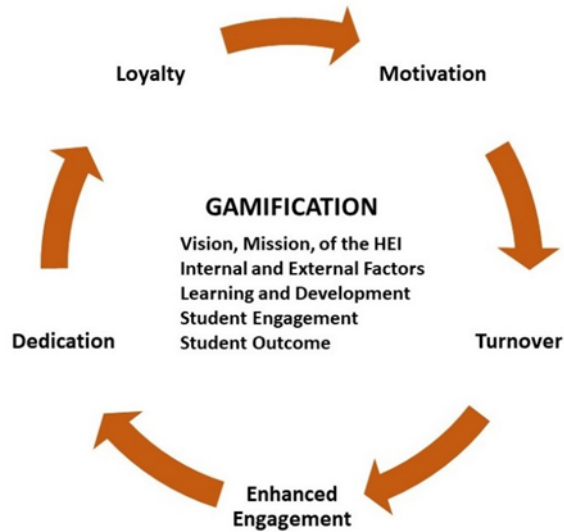 Loyalty
Motivation
GAMIFICATION
Vision, Mission, of the HEI
Internal and External Factors
Learning and Development
Student Engagement
Student Outcome
Dedication
Turnover
Enhanced
Engagement